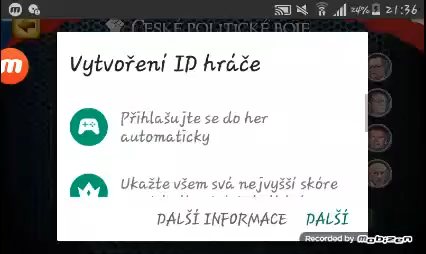 24% 21:36
ČESKÉ POLITICKÉ BOJE
Vytvoření ID hráče
Přihlašujte se do her
automaticky
Ukažte všem svá nejvyšší skóre
DALŠÍ INFORMACE DALŠÍ
Recorded by Mobizen